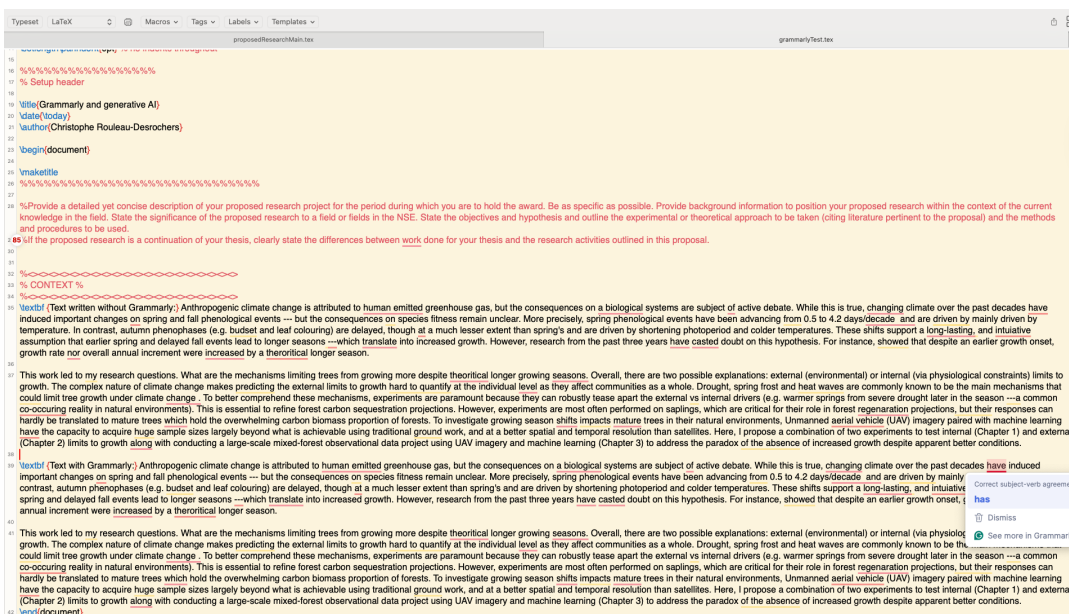 Typeset LaTeX Macros Tags Labels Templates
proposedResearchMain.tex grammarlyTest.tex
15
16 %%%%%%%%%%%%%%%%%
17 % Setup header
18
19 \title{Grammarly and generative AI}
20 \date{\today}
21 \author{Christophe Rouleau-Desrochers}
22
23 \begin{document}
24
25 \maketitle
26 %%%%%%%%%%%%%%%%%%%%%%%%%%%%
27
28 %Provide a detailed yet concise description of your proposed research project for the period during which you are to hold the award. Be as specific as possible. Provide background information to position your proposed research within the context of the current
knowledge in the field. State the significance of the proposed research to a field or fields in the NSE. State the objectives and hypothesis and outline the experimental or theoretical approach to be taken (citing literature pertinent to the proposal) and the methods
and procedures to be used.
%If the proposed research is a continuation of your thesis, clearly state the differences between work done for your thesis and the research activities outlined in this proposal.
30
31
32 %<><><><><><><><><><><><><><><>
33 % CONTEXT %
34 %<><><><><><><><><><><><><><><>
35 \textbf {Text written without Grammarly:} Anthropogenic climate change is attributed to human emitted greenhouse gas, but the consequences on a biological systems are subject of active debate. While this is true, changing climate over the past decades have
induced important changes on spring and fall phenological events --- but the consequences on species fitness remain unclear. More precisely, spring phenological events have been advancing from 0.5 to 4.2 days/decade and are driven by mainly driven by
temperature. In contrast, autumn phenophases (e.g. budset and leaf colouring) are delayed, though at a much lesser extent than spring's and are driven by shortening photoperiod and colder temperatures. These shifts support a long-lasting, and intuiative
assumption that earlier spring and delayed fall events lead to longer seasons ---which translate into increased growth. However, research from the past three years have casted doubt on this hypothesis. For instance, showed that despite an earlier growth onset,
growth rate nor overall annual increment were increased by a theroritical longer season.
36
37 This work led to my research questions. What are the mechanisms limiting trees from growing more despite theoritical longer growing seasons. Overall, there are two possible explanations: external (environmental) or internal (via physiological constraints) limits to
growth. The complex nature of climate change makes predicting the external limits to growth hard to quantify at the individual level as they affect communities as a whole. Drought, spring frost and heat waves are commonly known to be the main mechanisms that
could limit tree growth under climate change . To better comprehend these mechanisms, experiments are paramount because they can robustly tease apart the external vs internal drivers (e.g. warmer springs from severe drought later in the season ---a common
co-occuring reality in natural environments). This is essential to refine forest carbon sequestration projections. However, experiments are most often performed on saplings, which are critical for their role in forest regenaration projections, but their responses can
hardly be translated to mature trees which hold the overwhelming carbon biomass proportion of forests. To investigate growing season shifts impacts mature trees in their natural environments, Unmanned aerial vehicle (UAV) imagery paired with machine learning
have the capacity to acquire huge sample sizes largely beyond what is achievable using traditional ground work, and at a better spatial and temporal resolution than satellites. Here, I propose a combination of two experiments to test internal (Chapter 1) and externa
(Chapter 2) limits to growth along with conducting a large-scale mixed-forest observational data project using UAV imagery and machine learning (Chapter 3) to address the paradox of the absence of increased growth despite apparent better conditions.
38
39 \textbf {Text with Grammarly:} Anthropogenic climate change is attributed to human emitted greenhouse gas, but the consequences on a biological systems are subject of active debate. While this is true, changing climate over the past decades have induced
important changes on spring and fall phenological events --- but the consequences on species fitness remain unclear. More precisely, spring phenological events have been advancing from 0.5 to 4.2 days/decade and are driven by mainly
contrast, autumn phenophases (e.g. budset and leaf colouring) are delayed, though at a much lesser extent than spring's and are driven by shortening photoperiod and colder temperatures. These shifts support a long-lasting, and intuiative
spring and delayed fall events lead to longer seasons ---which translate into increased growth. However, research from the past three years have casted doubt on this hypothesis. For instance, showed that despite an earlier growth onset,
annual increment were increased by a theroritical longer season.
Correct subject-verb agreeme
has
Dismiss
See more in Grammar
40
41 This work led to my research questions. What are the mechanisms limiting trees from growing more despite theoritical longer growing seasons. Overall, there are two possible explanations: external (environmental) or internal (via physiolog
growth. The complex nature of climate change makes predicting the external limits to growth hard to quantify at the individual level as they affect communities as a whole. Drought, spring frost and heat waves are commonly known to be the
could limit tree growth under climate change . To better comprehend these mechanisms, experiments are paramount because they can robustly tease apart the external vs internal drivers (e.g. warmer springs from severe drought later in the season ---a common
co-occuring reality in natural environments). This is essential to refine forest carbon sequestration projections. However, experiments are most often performed on saplings, which are critical for their role in forest regenaration projections, but their responses can
hardly be translated to mature trees which hold the overwhelming carbon biomass proportion of forests. To investigate growing season shifts impacts mature trees in their natural environments, Unmanned aerial vehicle (UAV) imagery paired with machine learning
have the capacity to acquire huge sample sizes largely beyond what is achievable using traditional ground work, and at a better spatial and temporal resolution than satellites. Here, I propose a combination of two experiments to test internal (Chapter 1) and externa
(Chapter 2) limits to growth along with conducting a large-scale mixed-forest observational data project using UAV imagery and machine learning (Chapter 3) to address the paradox of the absence of increased growth despite apparent better conditions.
42 \end{document}